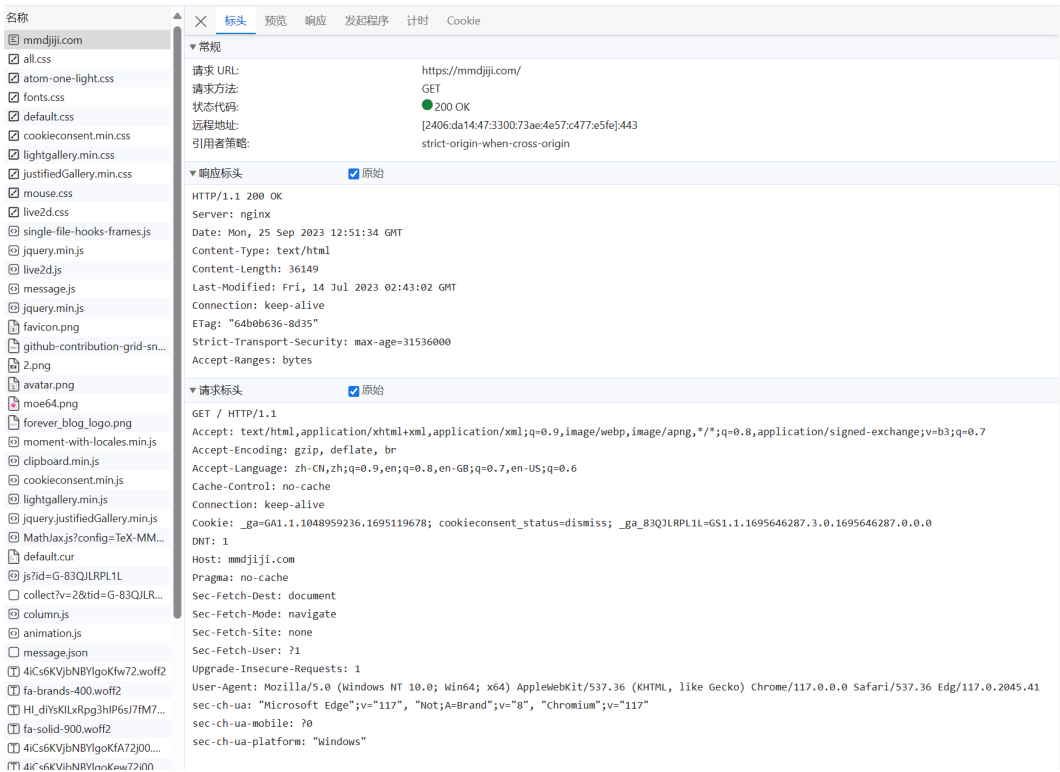 名称
mmdjiji.com
all.css
atom-one-light.css
fonts.css
default.css
cookieconsent.min.css
lightgallery.min.css
justifiedGallery.min.css
mouse.css
live2d.css
single-file-hooks-frames.js
jquery.min.js
live2d.js
message.js
jquery.min.js
favicon.png
github-contribution-grid-sn...
2.png
avatar.png
moe64.png
forever_blog_logo.png
moment-with-locales.min.js
clipboard.min.js
cookieconsent.min.js
lightgallery.min.js
jquery.justifiedGallery.min.js
MathJax.js?config=TeX-MM...
default.cur
js?id=G-83QJLRPL1L
collect?v=2&tid=G-83QJLR...
column.js
animation.js
message.json
4iCs6KVjbNBYlgoKfw72.woff2
fa-brands-400.woff2
HI_diYsKILxRpg3hIP6sJ7fM7...
fa-solid-900.woff2
4iCs6KVjbNBYlgoKfA72j00....
4iCs6KVjbNBYlgoKew72j00
标头 预览 响应 发起程序 计时 Cookie
常规
请求 URL: https://mmdjiji.com/
请求方法: GET
状态代码: 200 OK
远程地址: [2406:da14:47:3300:73ae:4e57:c477:e5fe]:443
引用者策略: strict-origin-when-cross-origin
响应标头 原始
HTTP/1.1 200 OK
Server: nginx
Date: Mon, 25 Sep 2023 12:51:34 GMT
Content-Type: text/html
Content-Length: 36149
Last-Modified: Fri, 14 Jul 2023 02:43:02 GMT
Connection: keep-alive
ETag: "64b0b636-8d35"
Strict-Transport-Security: max-age=31536000
Accept-Ranges: bytes
请求标头 原始
GET / HTTP/1.1
Accept: text/html,application/xhtml+xml,application/xml;q=0.9,image/webp,image/apng,*/*;q=0.8,application/signed-exchange;v=b3;q=0.7
Accept-Encoding: gzip, deflate, br
Accept-Language: zh-CN,zh;q=0.9,en;q=0.8,en-GB;q=0.7,en-US;q=0.6
Cache-Control: no-cache
Connection: keep-alive
Cookie: _ga=GA1.1.1048959236.1695119678; cookieconsent_status=dismiss; _ga_83QJLRPL1L=GS1.1.1695646287.3.0.1695646287.0.0.0
DNT: 1
Host: mmdjiji.com
Pragma: no-cache
Sec-Fetch-Dest: document
Sec-Fetch-Mode: navigate
Sec-Fetch-Site: none
Sec-Fetch-User: ?1
Upgrade-Insecure-Requests: 1
User-Agent: Mozilla/5.0 (Windows NT 10.0; Win64; x64) AppleWebKit/537.36 (KHTML, like Gecko) Chrome/117.0.0.0 Safari/537.36 Edg/117.0.2045.41
sec-ch-ua: "Microsoft Edge";v="117", "Not;A=Brand";v="8", "Chromium";v="117"
sec-ch-ua-mobile: ?0
sec-ch-ua-platform: "Windows"